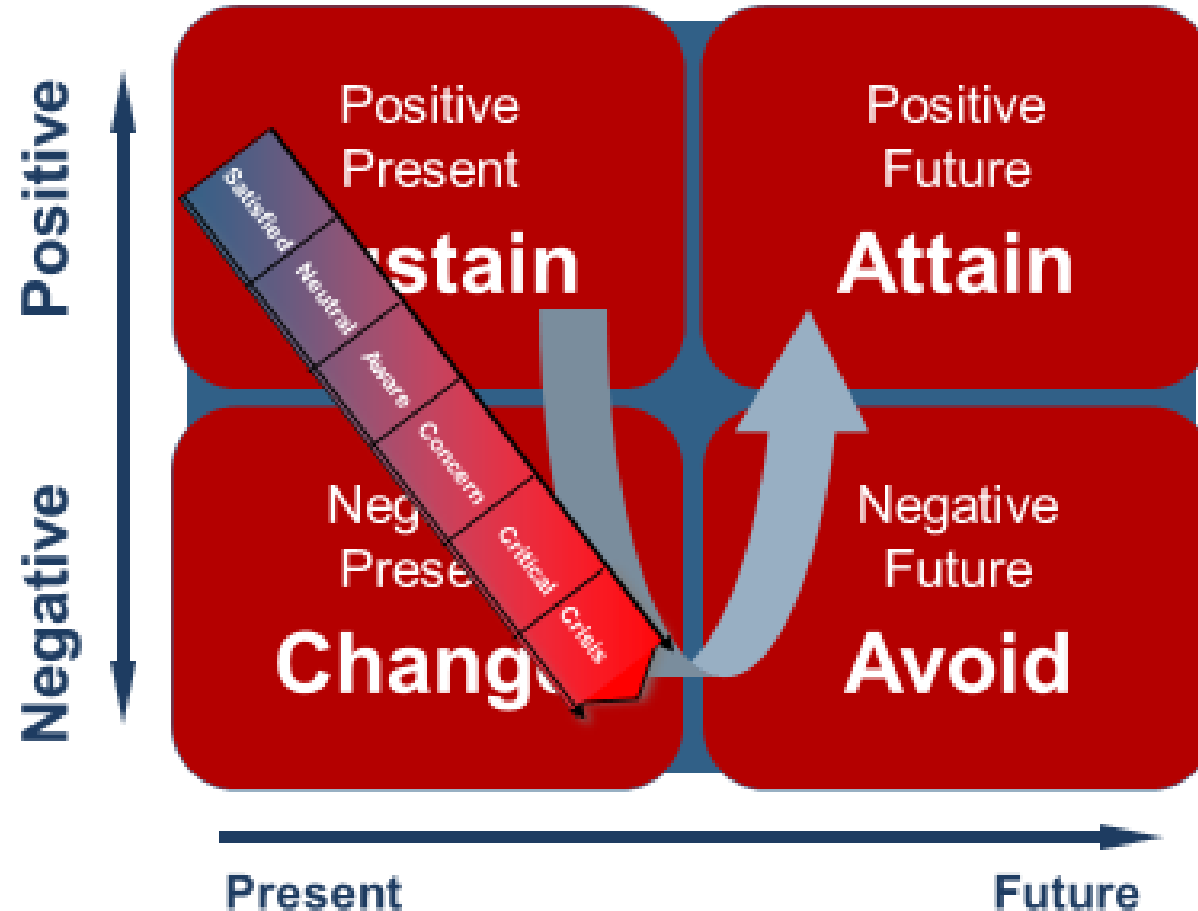 Positive
Negative
Positive
Present
stain
Positive
Future
Attain
Satisfied
Neutral
Aware
Concern
Critical
Crisis
Neg
Prese
Change
Negative
Future
Avoid
Present
Future